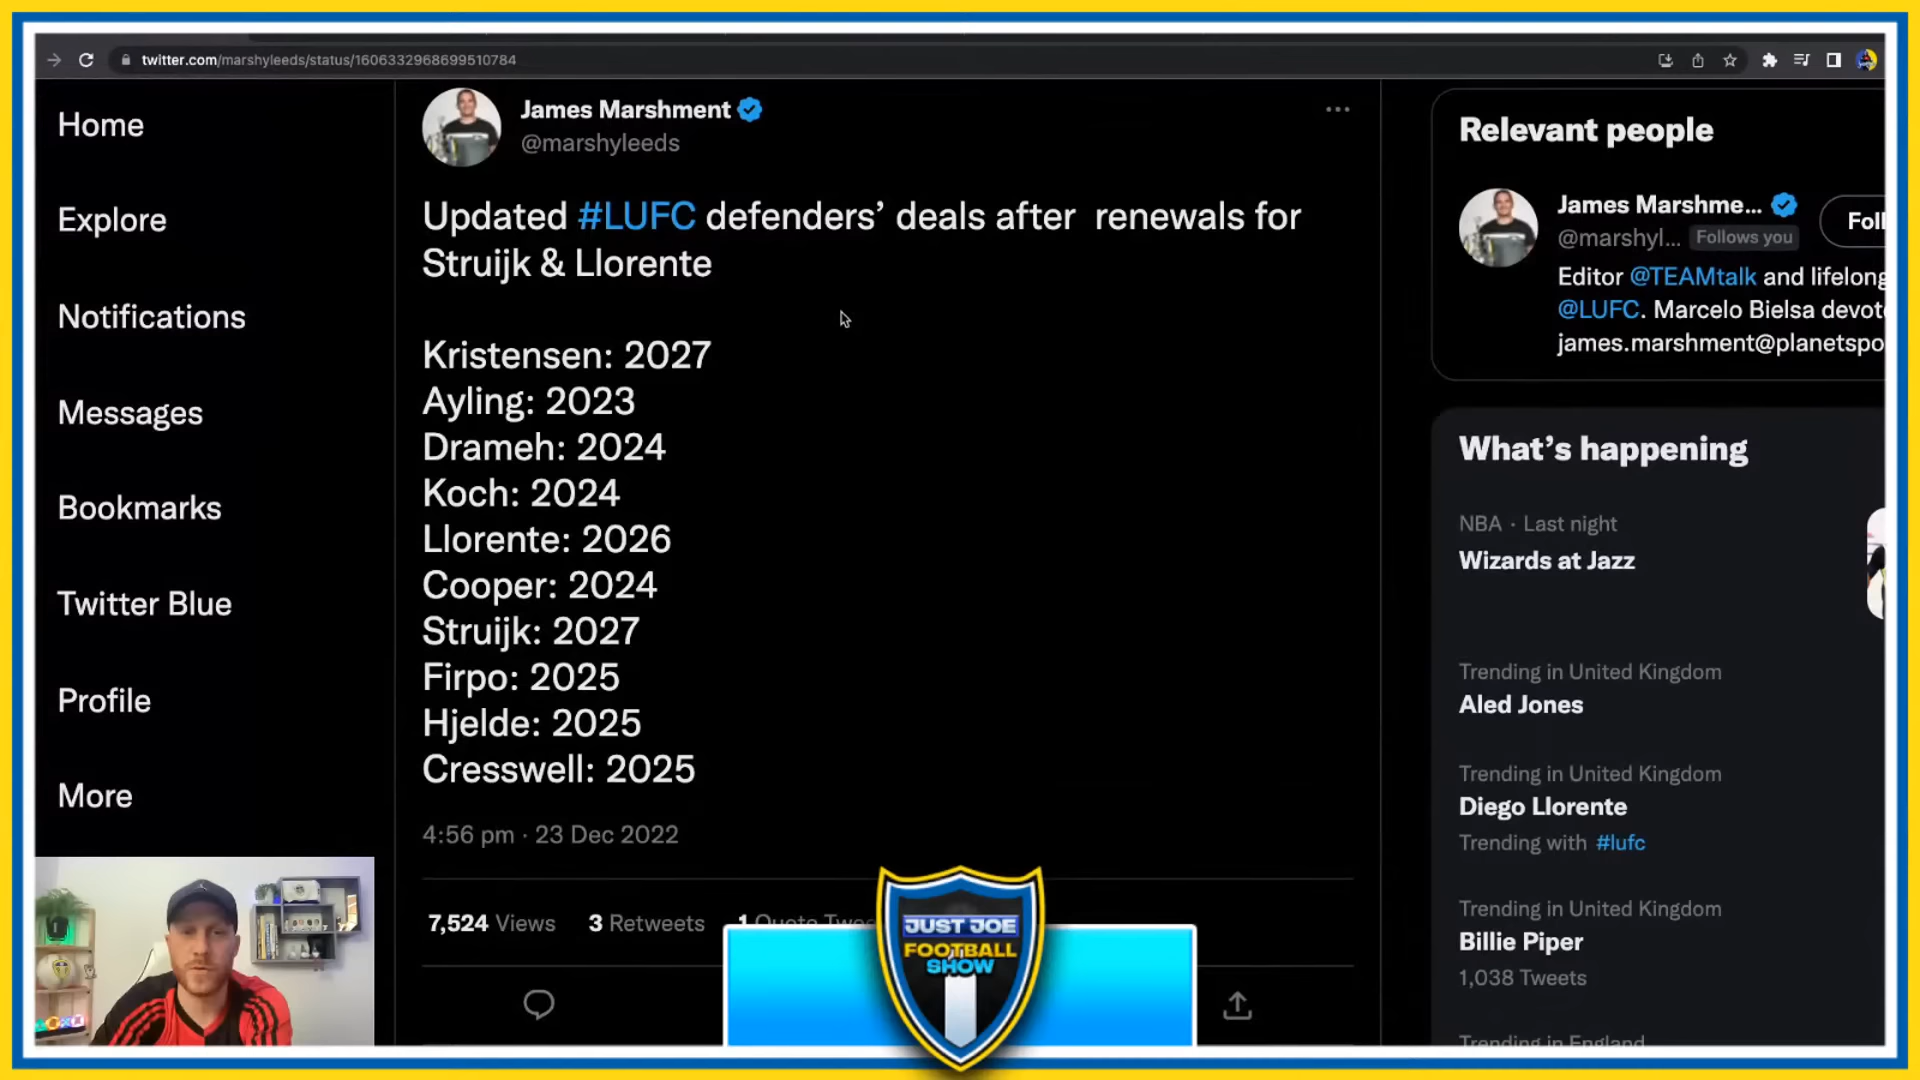 twitter.com/marshyleeds/status/1606332968699510784
Home
Explore
Notifications
Messages
Bookmarks
Twitter Blue
Profile
More
James Marshment
@marshyleeds
Updated #LUFC defenders’ deals after renewals for
Struijk & Llorente
Kristensen: 2027
Ayling: 2023
Drameh: 2024
Koch: 2024
Llorente: 2026
Cooper: 2024
Struijk: 2027
Firpo: 2025
Hjelde: 2025
Cresswell: 2025
4:56 pm · 23 Dec 2022
7,524 Views 3 Retweets 1 Quote Twee
JUST JOE
FOOTBALL
SHOW
Relevant people
James Marshme...
@marshyl... Follows you
Foll
Editor @TEAMtalk and lifelong
@LUFC. Marcelo Bielsa devote
james.marshment@planetspo
What’s happening
NBA · Last night
Wizards at Jazz
Trending in United Kingdom
Aled Jones
Trending in United Kingdom
Diego Llorente
Trending with #lufc
Trending in United Kingdom
Billie Piper
1,038 Tweets
Trending in England